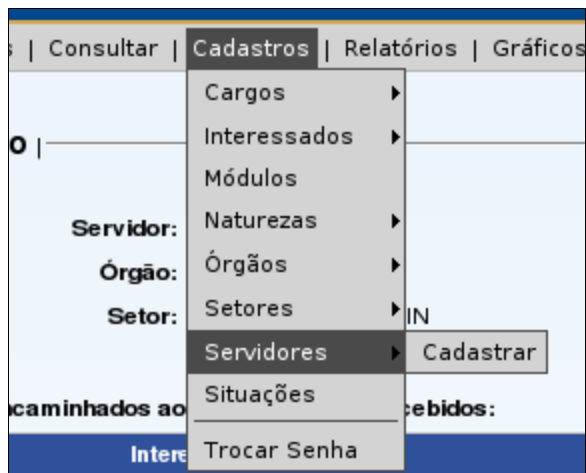 | Consultar | Cadastros | Relatórios | Gráficos
Cargos
Interessados
o |
Módulos
Servidor: Naturezas
Órgão: Órgãos
Setor: Setores IN
Servidores Cadastrar
Situações
caminhados ao cebidos:
Trocar Senha
Intere